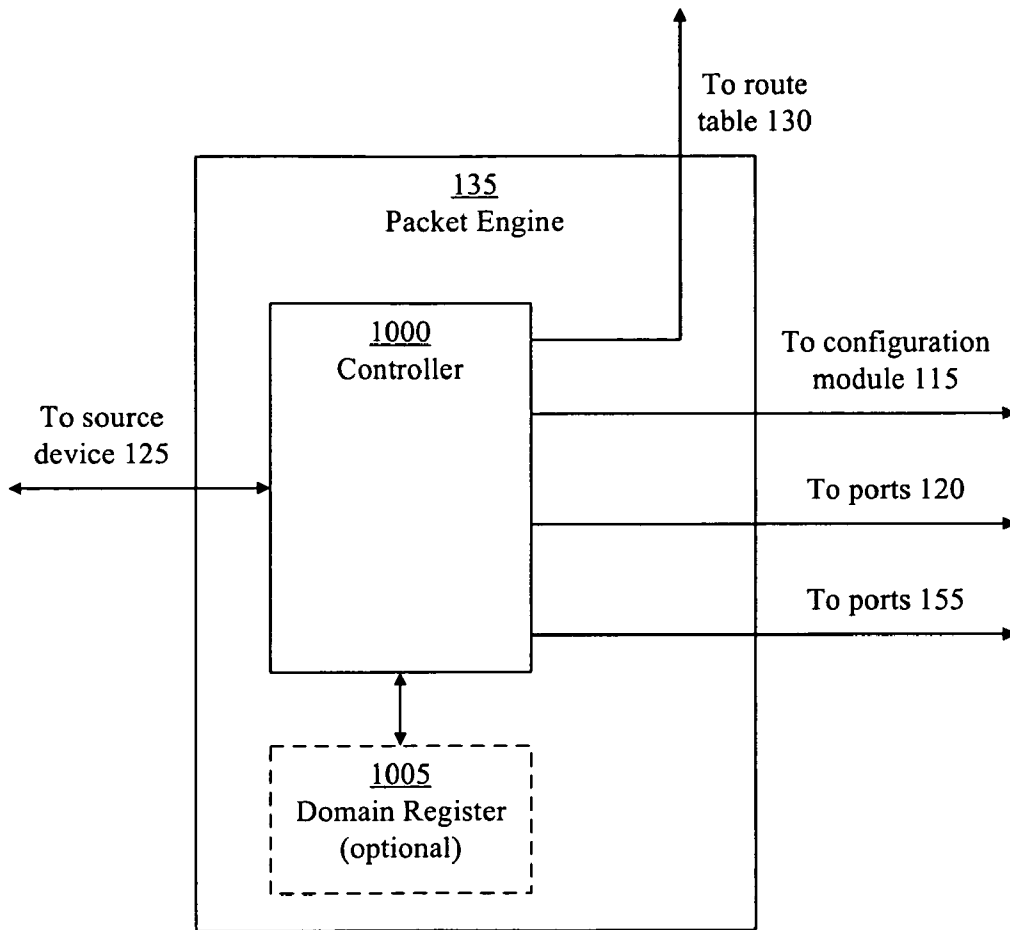 To route
table 130
135
Packet Engine
1000
Controller
To configuration
module 115
To source
device 125
To ports 120
To ports 155
1005
Domain Register
(optional)